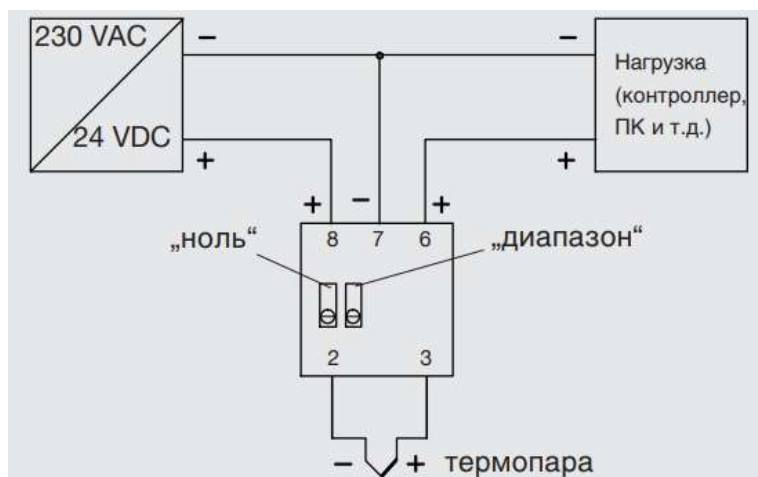 230 VAC
24 VDC
−
+
−
+
Нагрузка
(контроллер,
ПК и т.д.)
+
−
+
8
7
6
„ноль“
„диапазон“
2
3
−
+
термопара